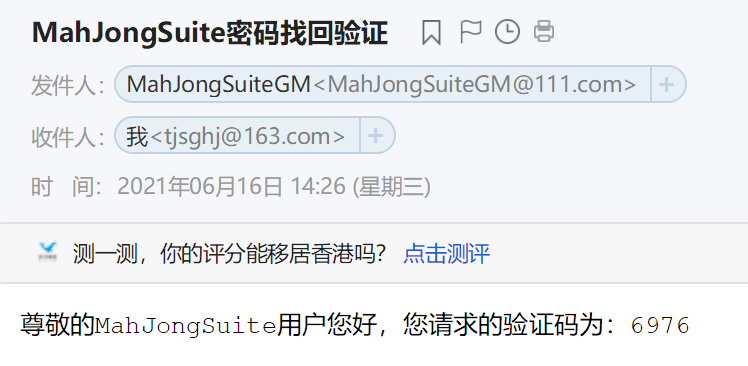 MahJongSuite密码找回验证
发件人：MahJongSuiteGM<MahJongSuiteGM@111.com> +
收件人：我<tjsghj@163.com> +
时 间：2021年06月16日 14:26 (星期三)
测一测，你的评分能移居香港吗？ 点击测评
尊敬的MahJongSuite用户您好，您请求的验证码为：6976